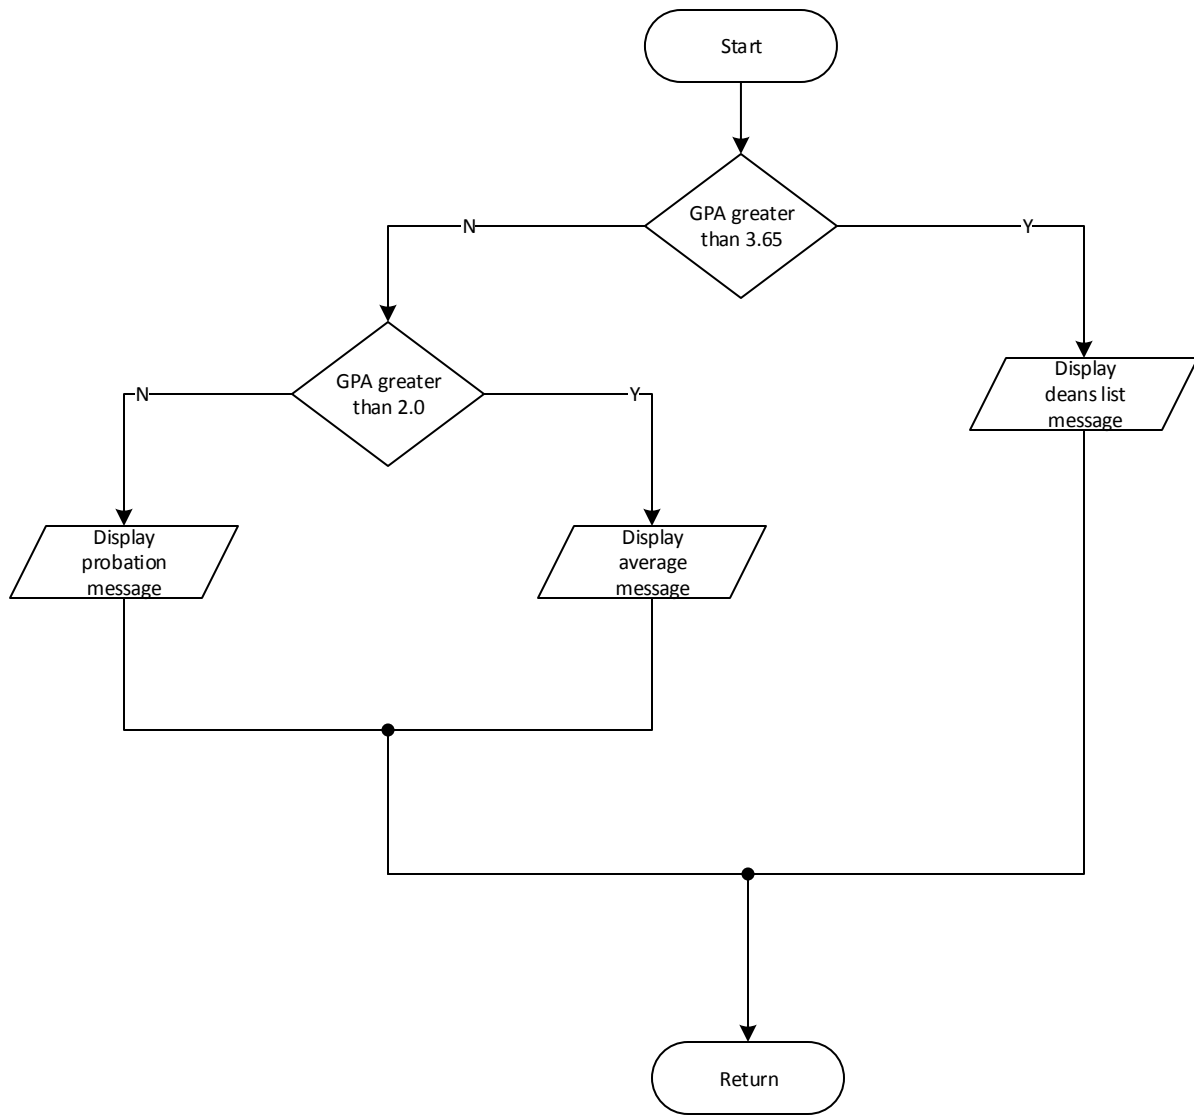 Start
GPA greater
than 3.65
N
Y
GPA greater
than 2.0
Display
deans list
message
N
Y
Display
probation
message
Display
average
message
Return